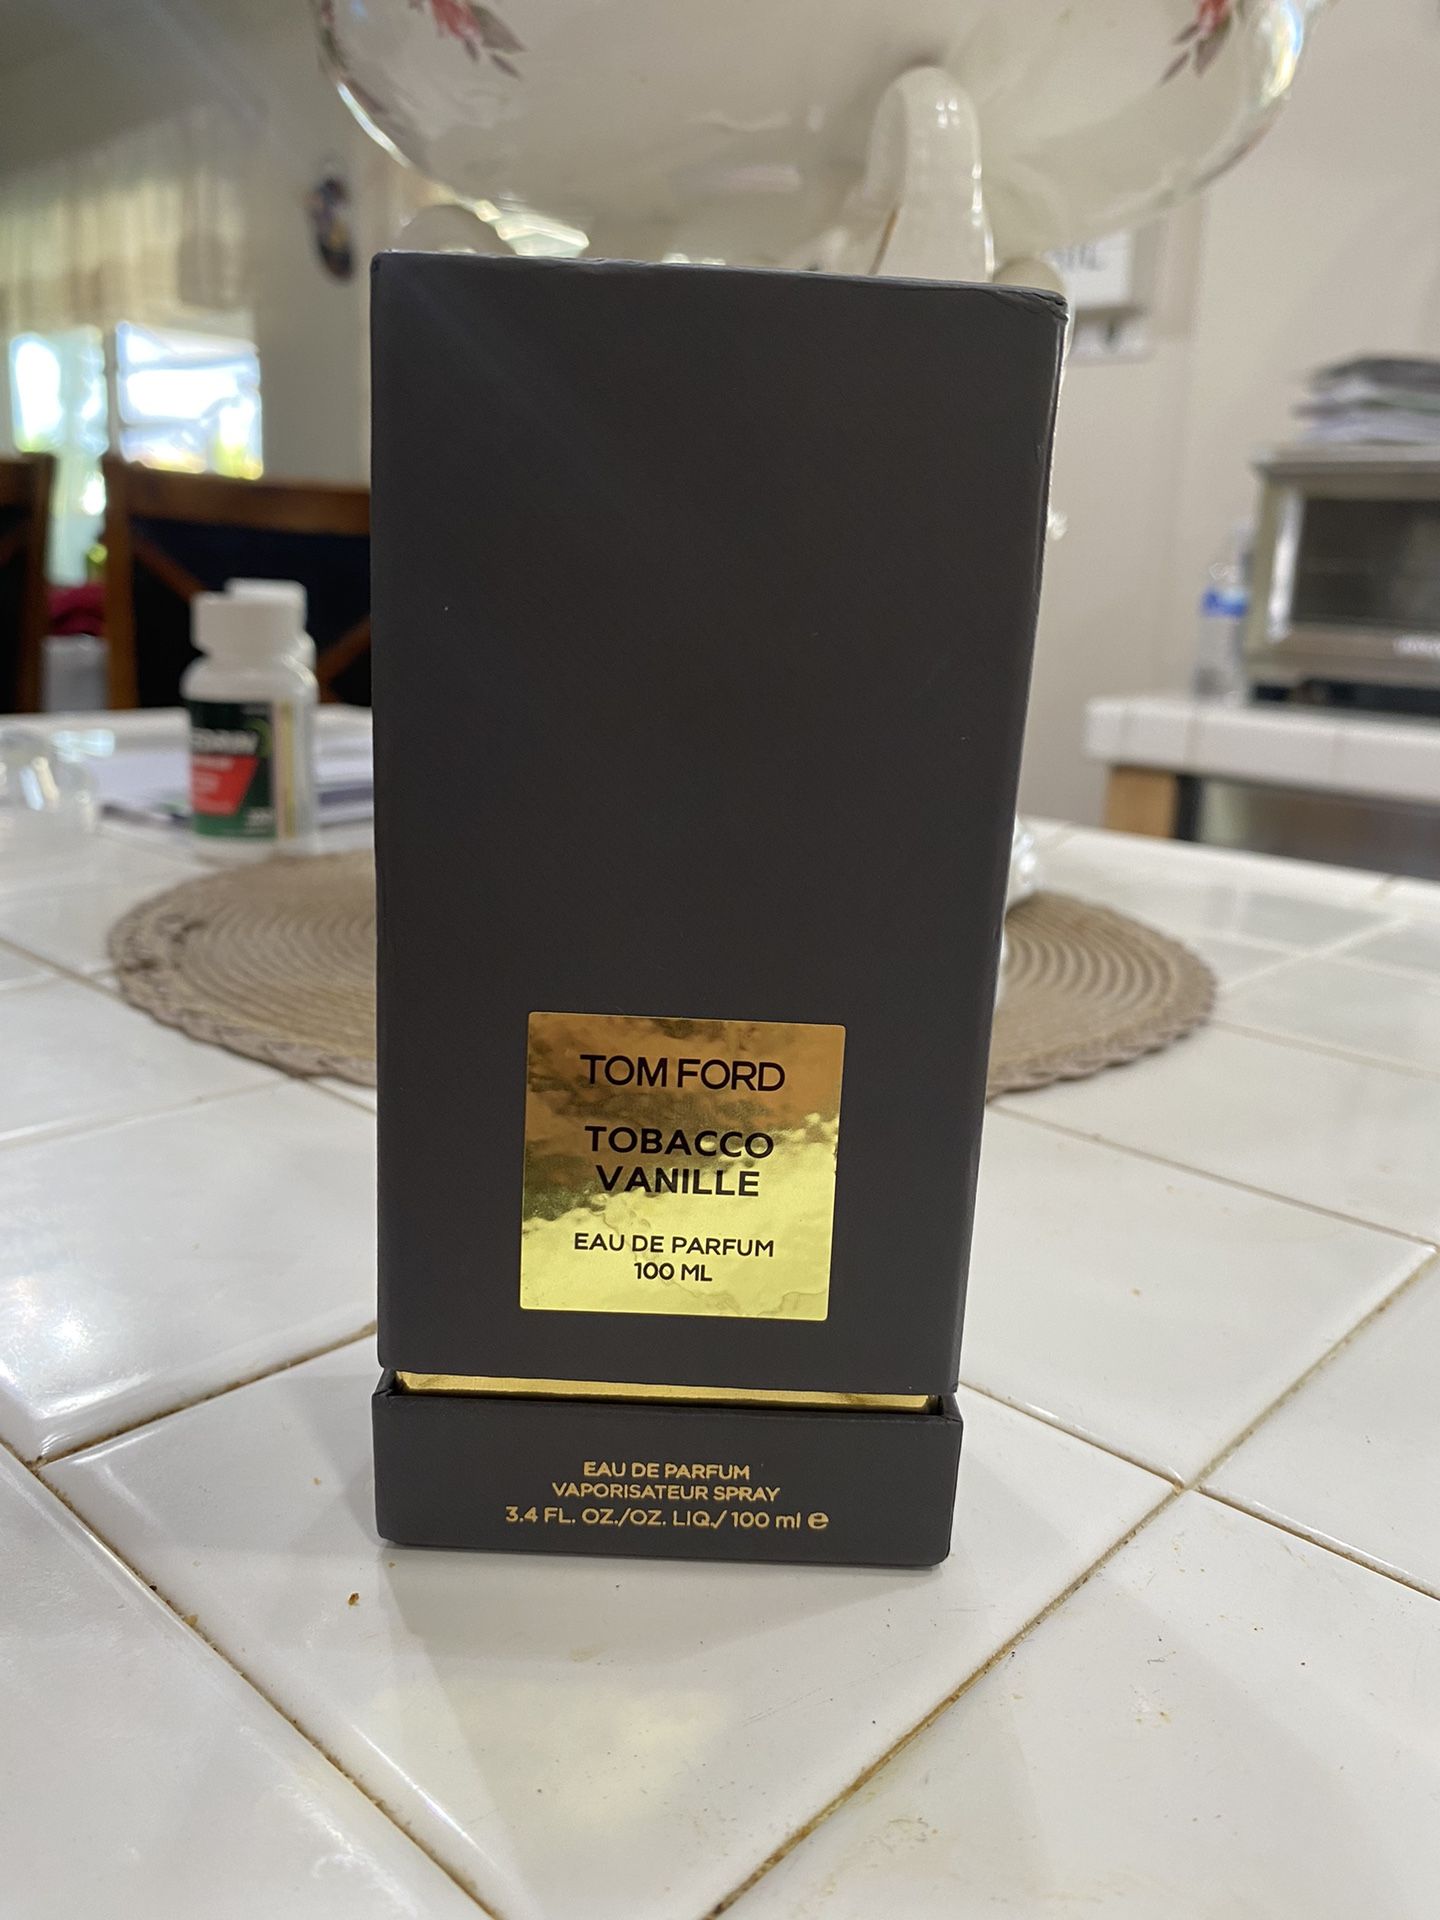 TOM FORD
TOBACCO
VANILLE
EAU DE PARFUM
100 ML
EAU DE PARFUM
VAPORISATEUR SPRAY
3.4 FL. OZ./OZ. LIQ./ 100 ml ℮